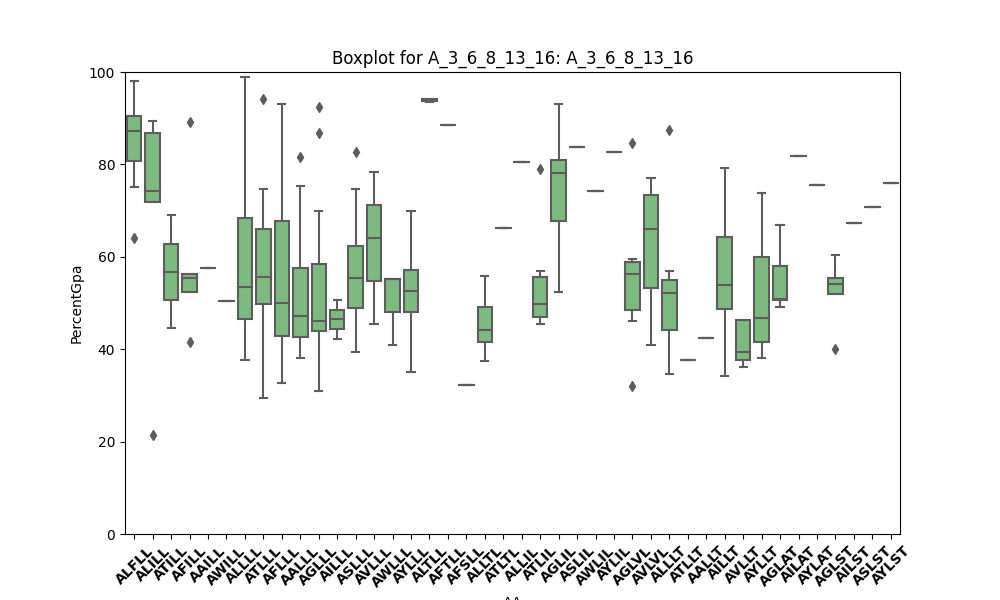 Boxplot for A_3_6_8_13_16: A_3_6_8_13_16
PercentGpa
100
80
60
40
20
0
ALFLL
ALILL
ATILL
AFILL
AAILL
AWILL
ALLLL
ATLLL
AFLLL
AALLL
AGLLL
AILLL
ASLLL
AVLLL
AWLLL
AYLLL
ALTLL
AFTLL
AFSLL
ALLTL
ATLTL
ALLIL
ATLIL
AGLIL
ASLIL
AWLIL
AYLIL
AGLVL
AVLVL
ALLLT
ATLLT
AALLT
AILLT
AVLLT
AYLLT
AGLAT
AILAT
AYLAT
AGLST
AILST
ASLST
AYLST